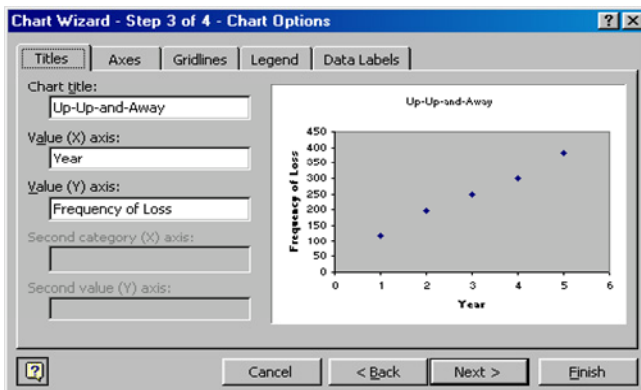 Chart Wizard - Step 3 of 4 - Chart Options
Titles Axes Gridlines Legend Data Labels
Chart title:
Up-Up-and-Away
Value (X) axis:
Year
Value (Y) axis:
Frequency of Loss
Second category (X) axis:
Second value (Y) axis:
Up-Up-and-Away
Frequency of Loss
450
400
350
300
250
200
150
100
50
0
0 1 2 3 4 5 6
Year
Cancel < Back Next > Finish